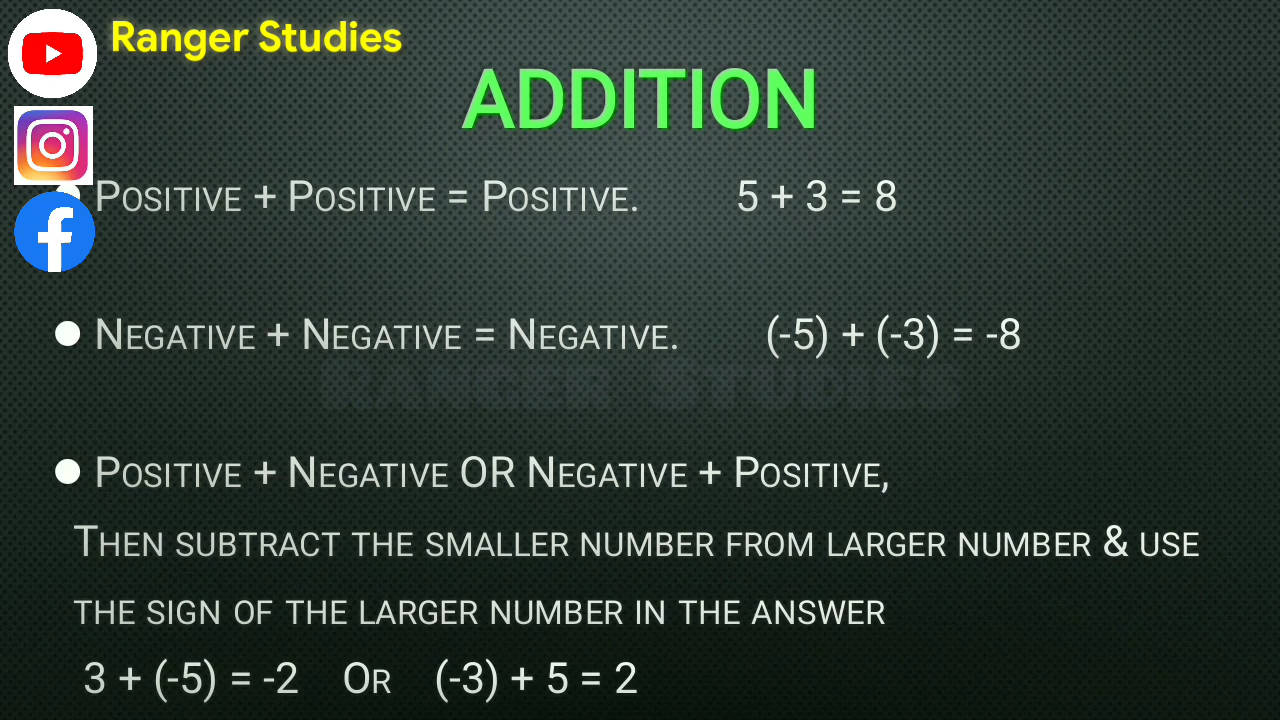 Ranger Studies
ADDITION
Positive + Positive = Positive. 5 + 3 = 8
Negative + Negative = Negative. (-5) + (-3) = -8
Ranger Studies
Positive + Negative OR Negative + Positive,
Then subtract the smaller number from larger number & use
the sign of the larger number in the answer
3 + (-5) = -2 Or (-3) + 5 = 2